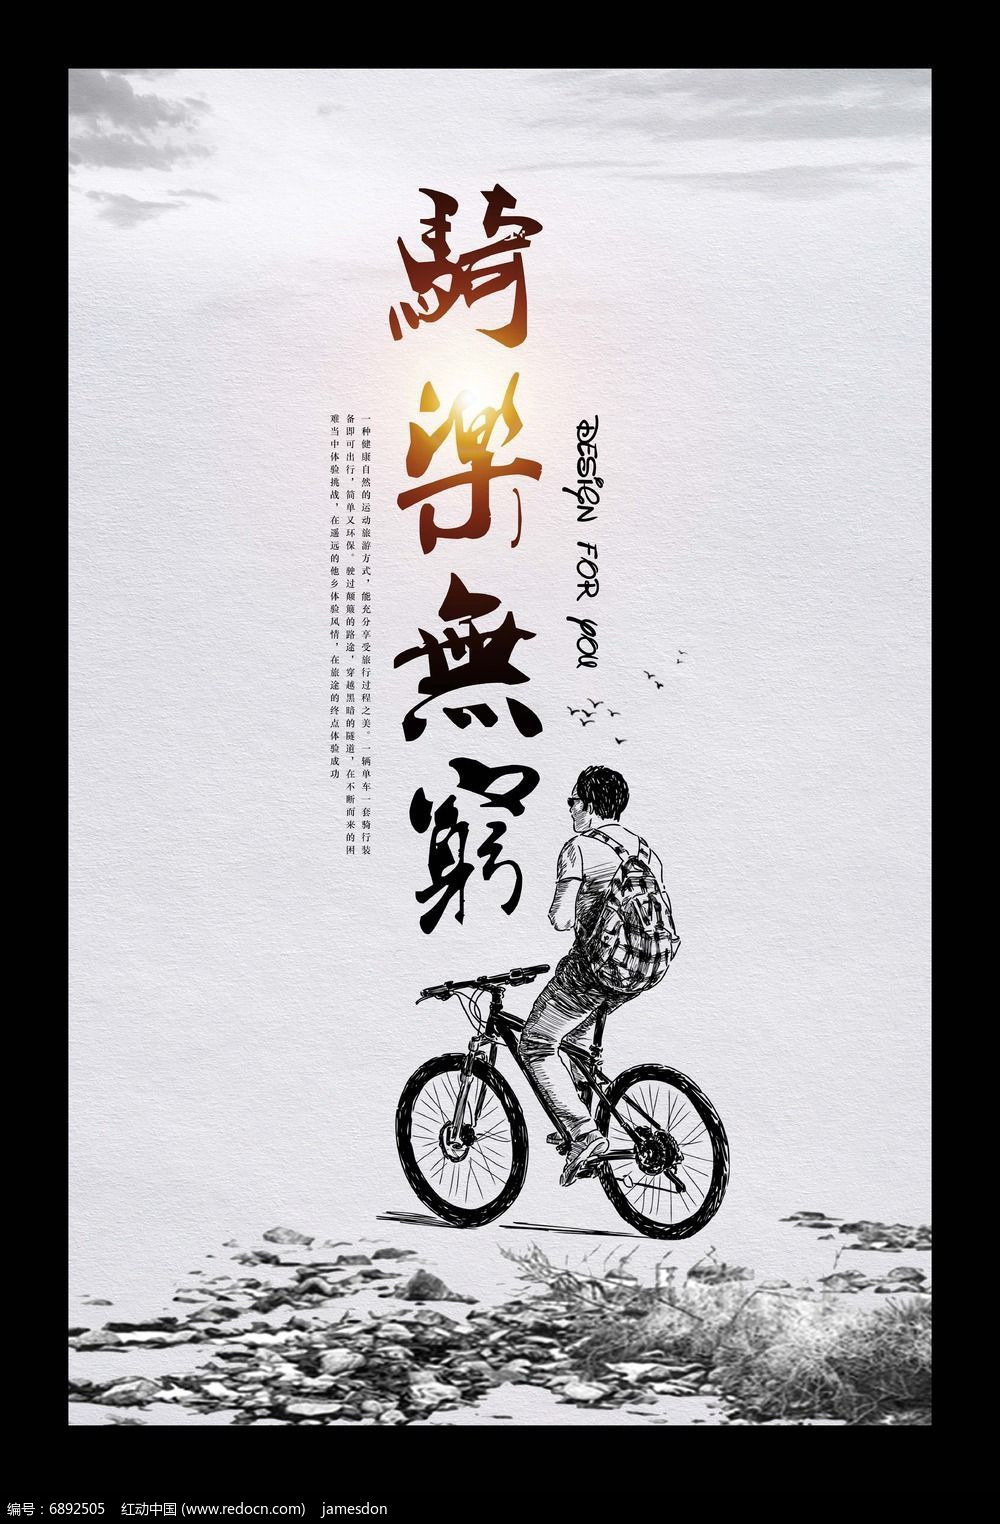 騎樂無窮
DESIGN FOR YOU
一种健康自然的运动旅游方式，能充分享受旅行过程之美。一辆单车一套骑行装
备即可出行，简单又环保。驶过颠簸的路途，穿越黑暗的隧道，在不断而来的困
难当中体验挑战，在遥远的他乡体验风情，在旅途的终点体验成功
编号：6892505 红动中国 (www.redocn.com) jamesdon